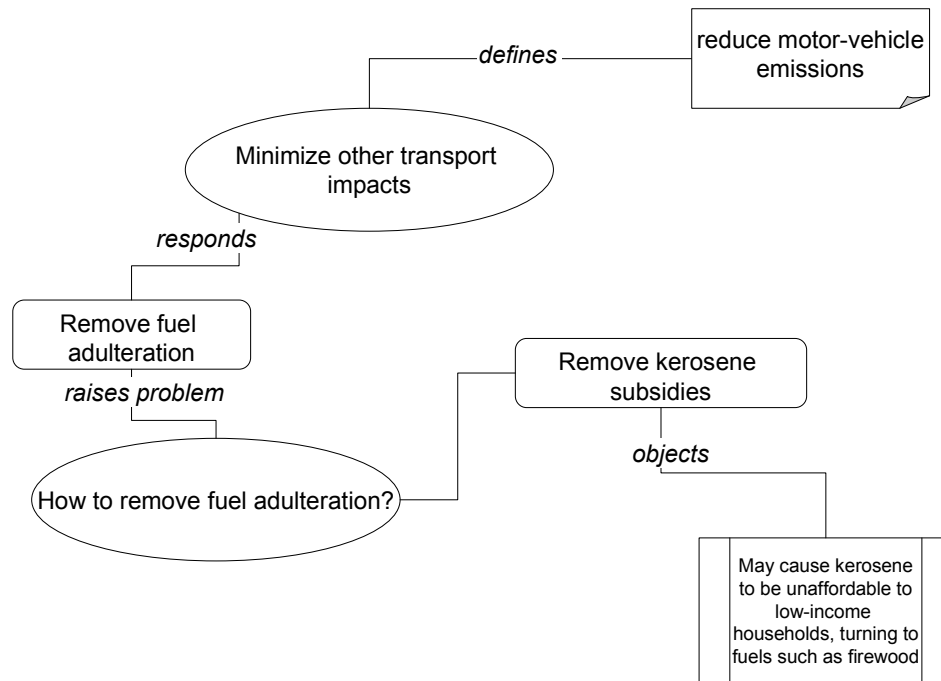 reduce motor-vehicle
emissions
defines
Minimize other transport
impacts
responds
Remove fuel
adulteration
raises problem
Remove kerosene
subsidies
objects
How to remove fuel adulteration?
May cause kerosene
to be unaffordable to
low-income
households, turning to
fuels such as firewood